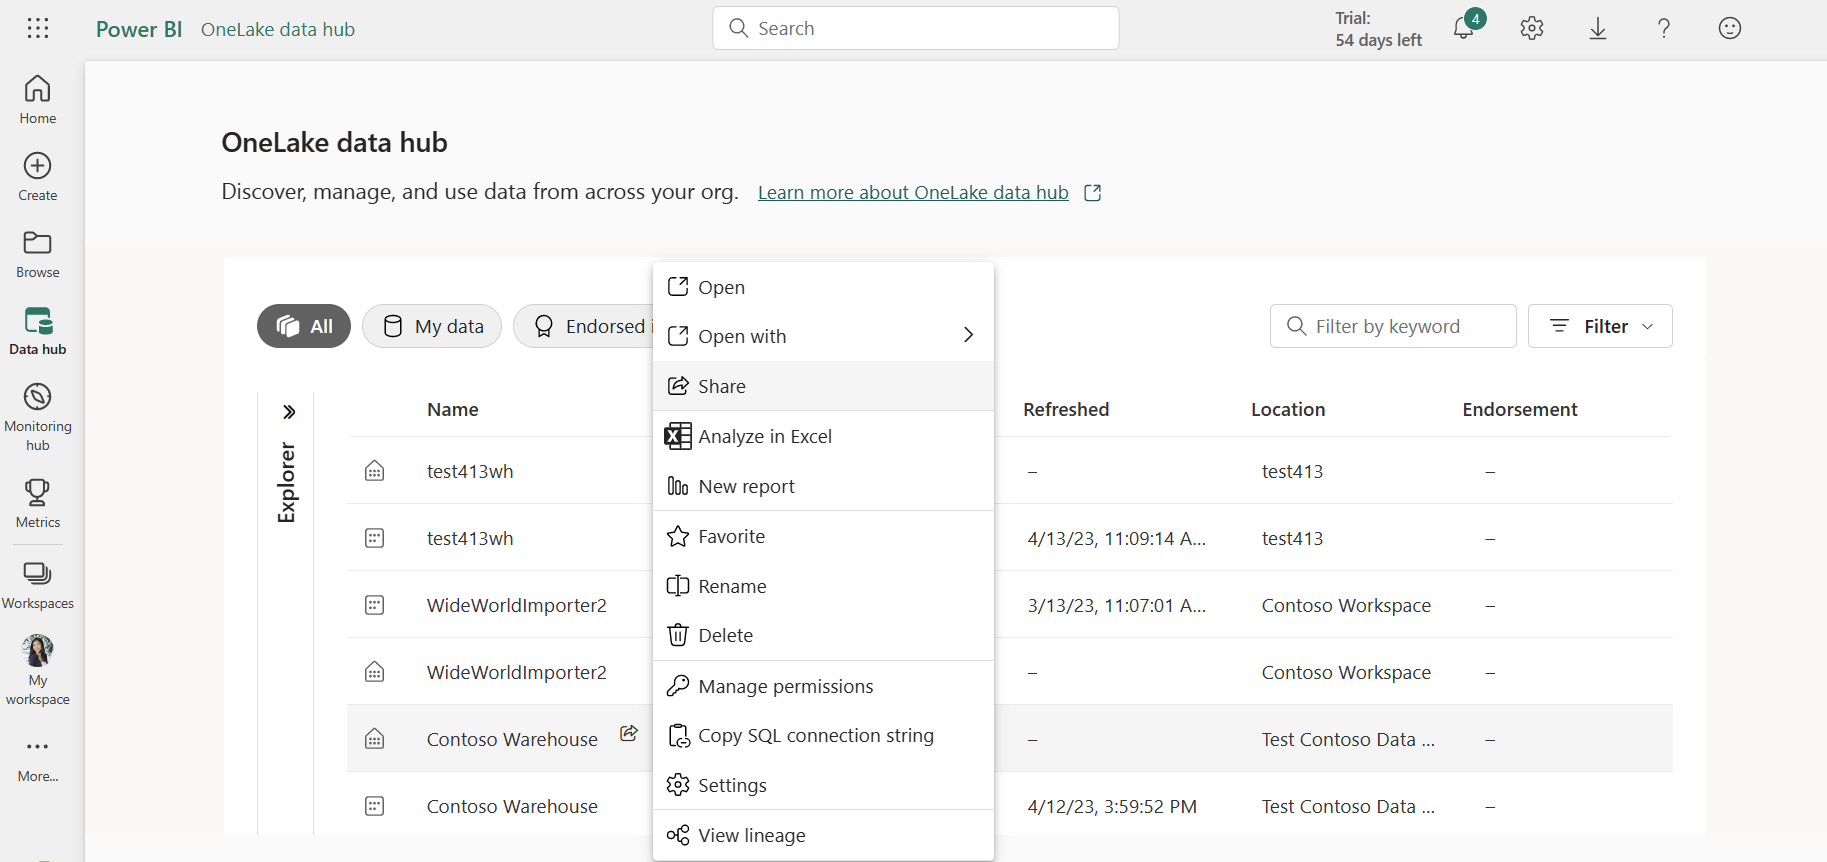 Power BI OneLake data hub
Search
Trial:
54 days left
4
Home
Create
Browse
Data hub
Monitoring
hub
Metrics
Workspaces
My
workspace
More...
OneLake data hub
Discover, manage, and use data from across your org. Learn more about OneLake data hub
All
My data
Endorsed i
Filter by keyword
Filter
Explorer
Name Refreshed Location Endorsement
test413wh – test413 –
test413wh 4/13/23, 11:09:14 A... test413 –
WideWorldImporter2 3/13/23, 11:07:01 A... Contoso Workspace –
WideWorldImporter2 – Contoso Workspace –
Contoso Warehouse – Test Contoso Data ... –
Contoso Warehouse 4/12/23, 3:59:52 PM Test Contoso Data ... –
Open
Open with
Share
Analyze in Excel
New report
Favorite
Rename
Delete
Manage permissions
Copy SQL connection string
Settings
View lineage